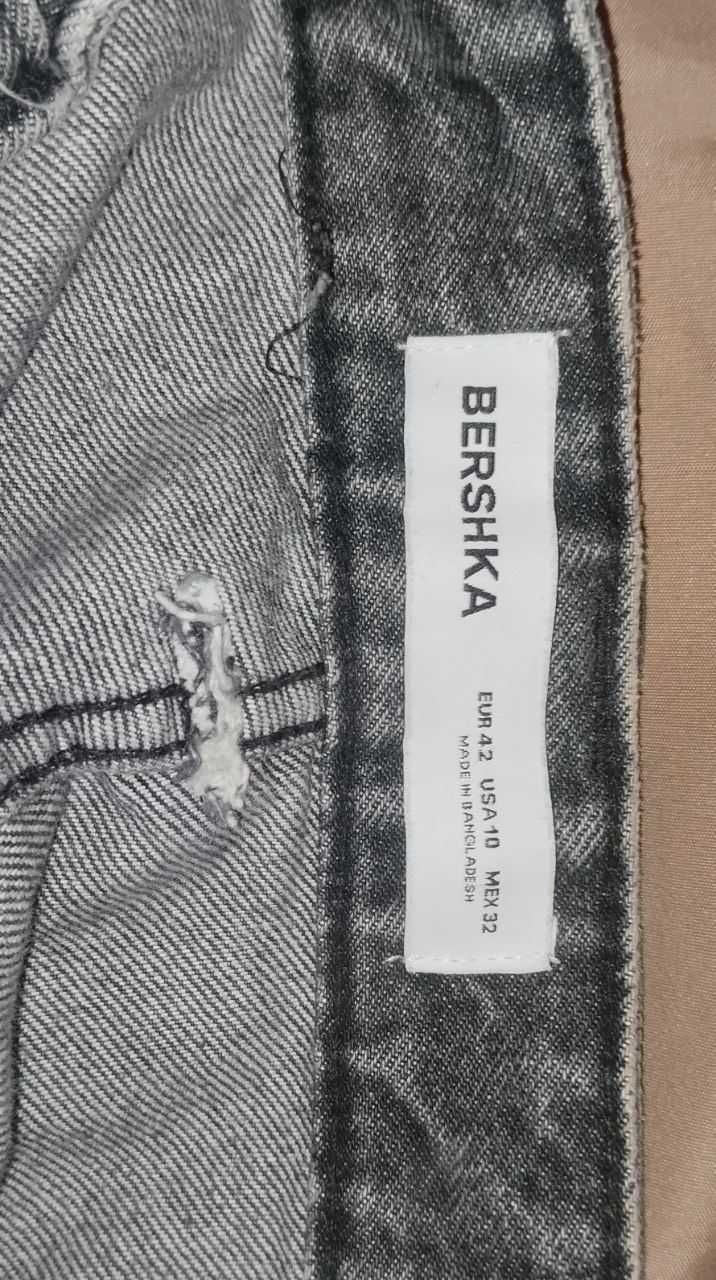 BERSHKA
EUR 42 USA 10 MEX 32
MADE IN BANGLADESH